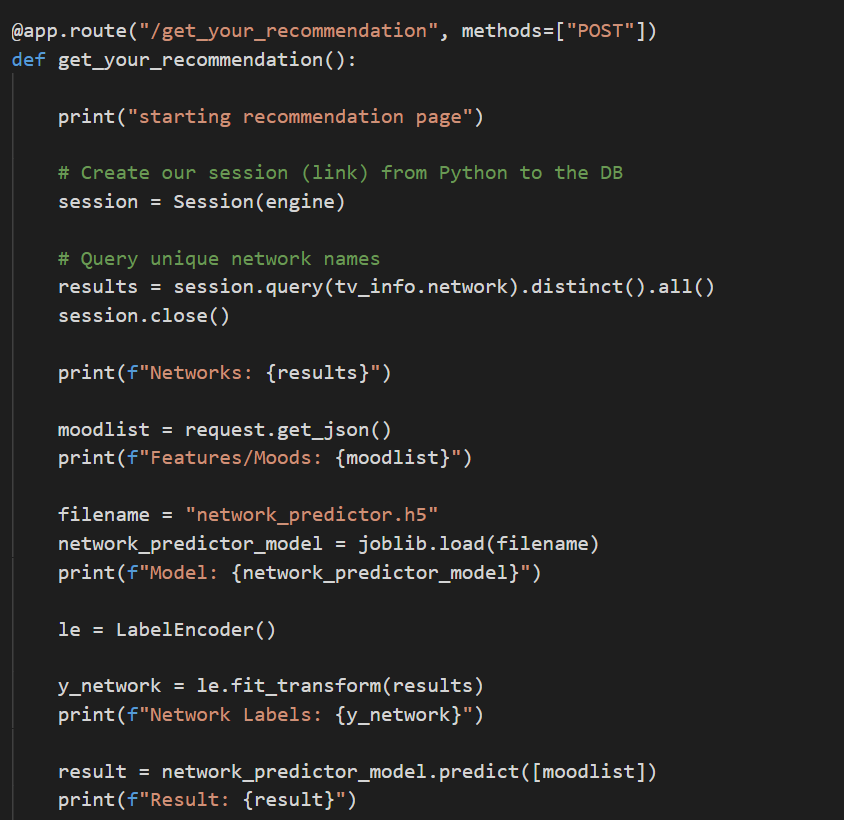 @app.route("/get_your_recommendation", methods=["POST"])
def get_your_recommendation():
print("starting recommendation page")
# Create our session (link) from Python to the DB
session = Session(engine)
# Query unique network names
results = session.query(tv_info.network).distinct().all()
session.close()
print(f"Networks: {results}")
moodlist = request.get_json()
print(f"Features/Moods: {moodlist}")
filename = "network_predictor.h5"
network_predictor_model = joblib.load(filename)
print(f"Model: {network_predictor_model}")
le = LabelEncoder()
y_network = le.fit_transform(results)
print(f"Network Labels: {y_network}")
result = network_predictor_model.predict([moodlist])
print(f"Result: {result}")